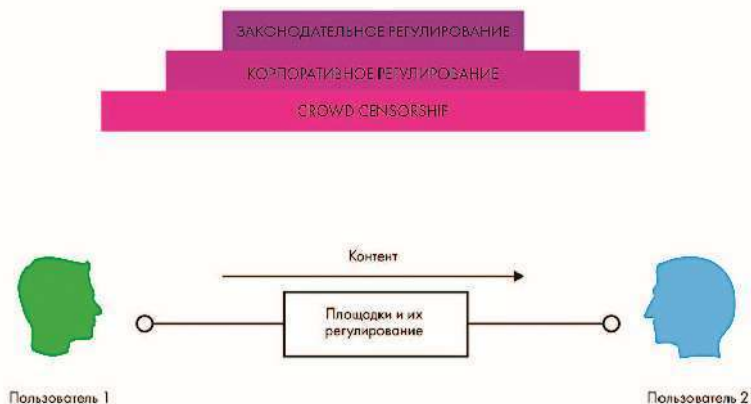 ЗАКОНОДАТЕЛЬНОЕ РЕГУЛИРОВАНИЕ
КОРПОРАТИВНОЕ РЕГУЛИРОВАНИЕ
CROWD CENSORSHIP
Контент
Площадки и их
регулирование
Пользователь 1
Пользователь 2